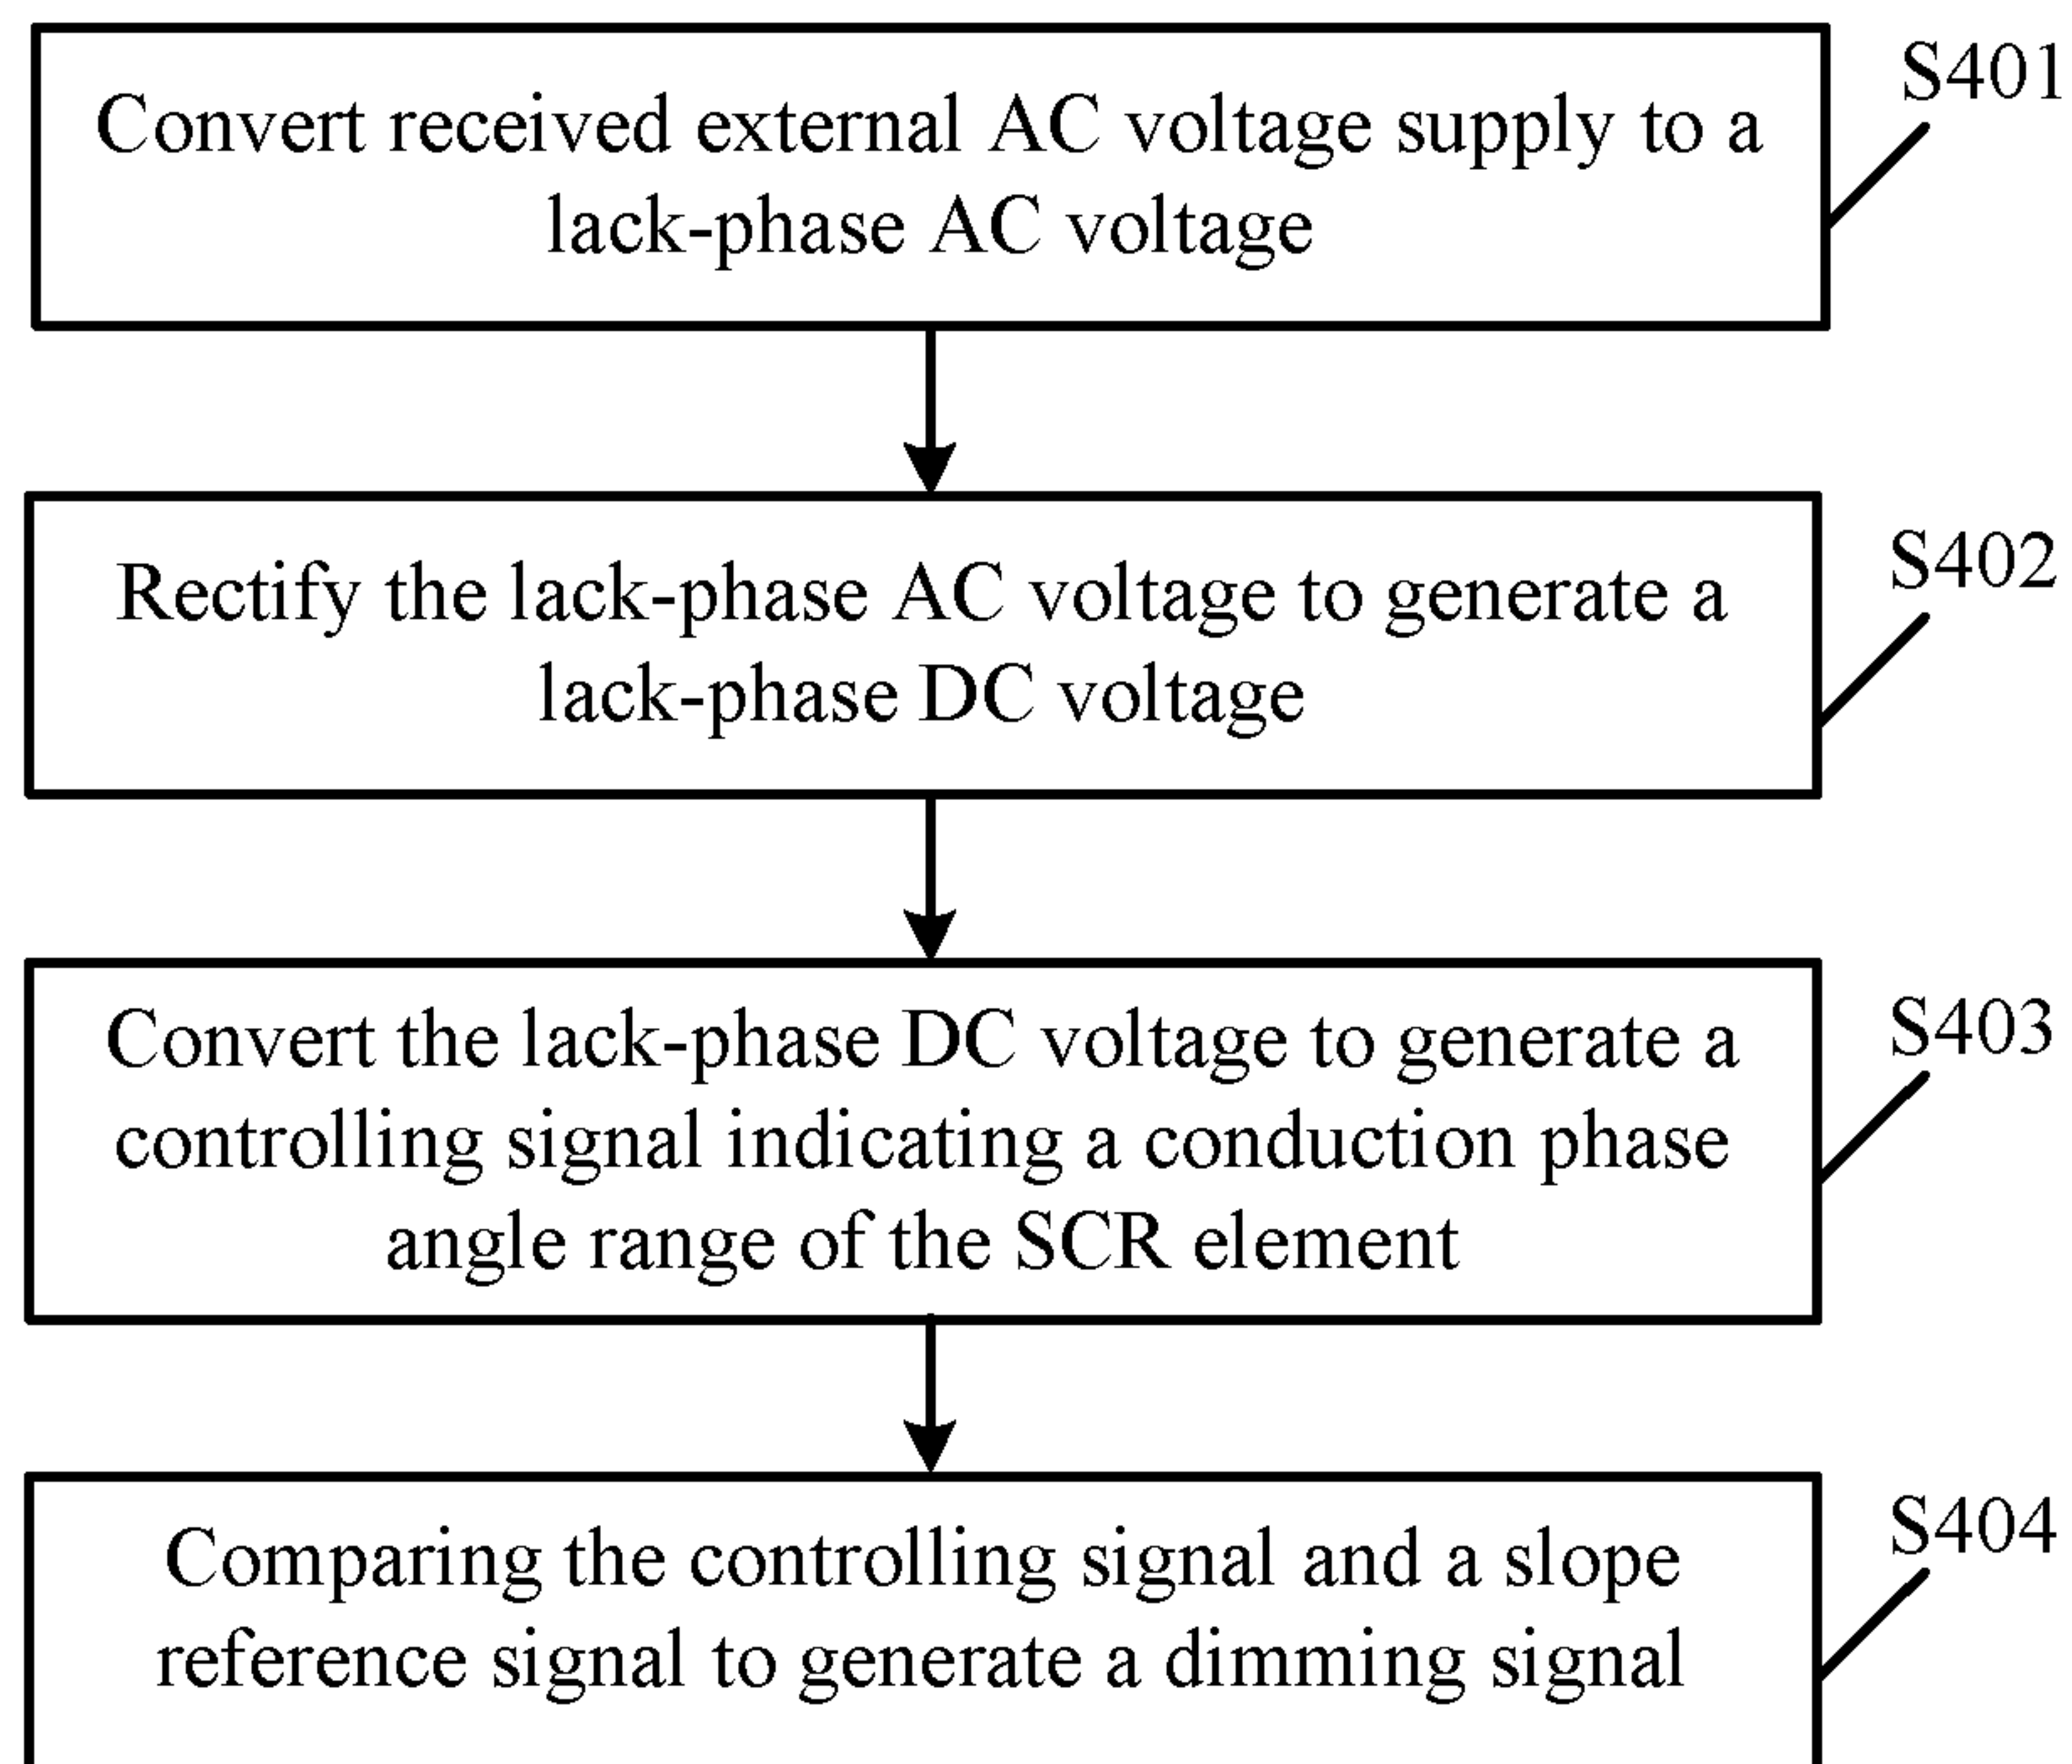 Convert received external AC voltage supply to a
lack-phase AC voltage
S401
Rectify the lack-phase AC voltage to generate a
lack-phase DC voltage
S402
Convert the lack-phase DC voltage to generate a
controlling signal indicating a conduction phase
angle range of the SCR element
S403
Comparing the controlling signal and a slope
reference signal to generate a dimming signal
S404